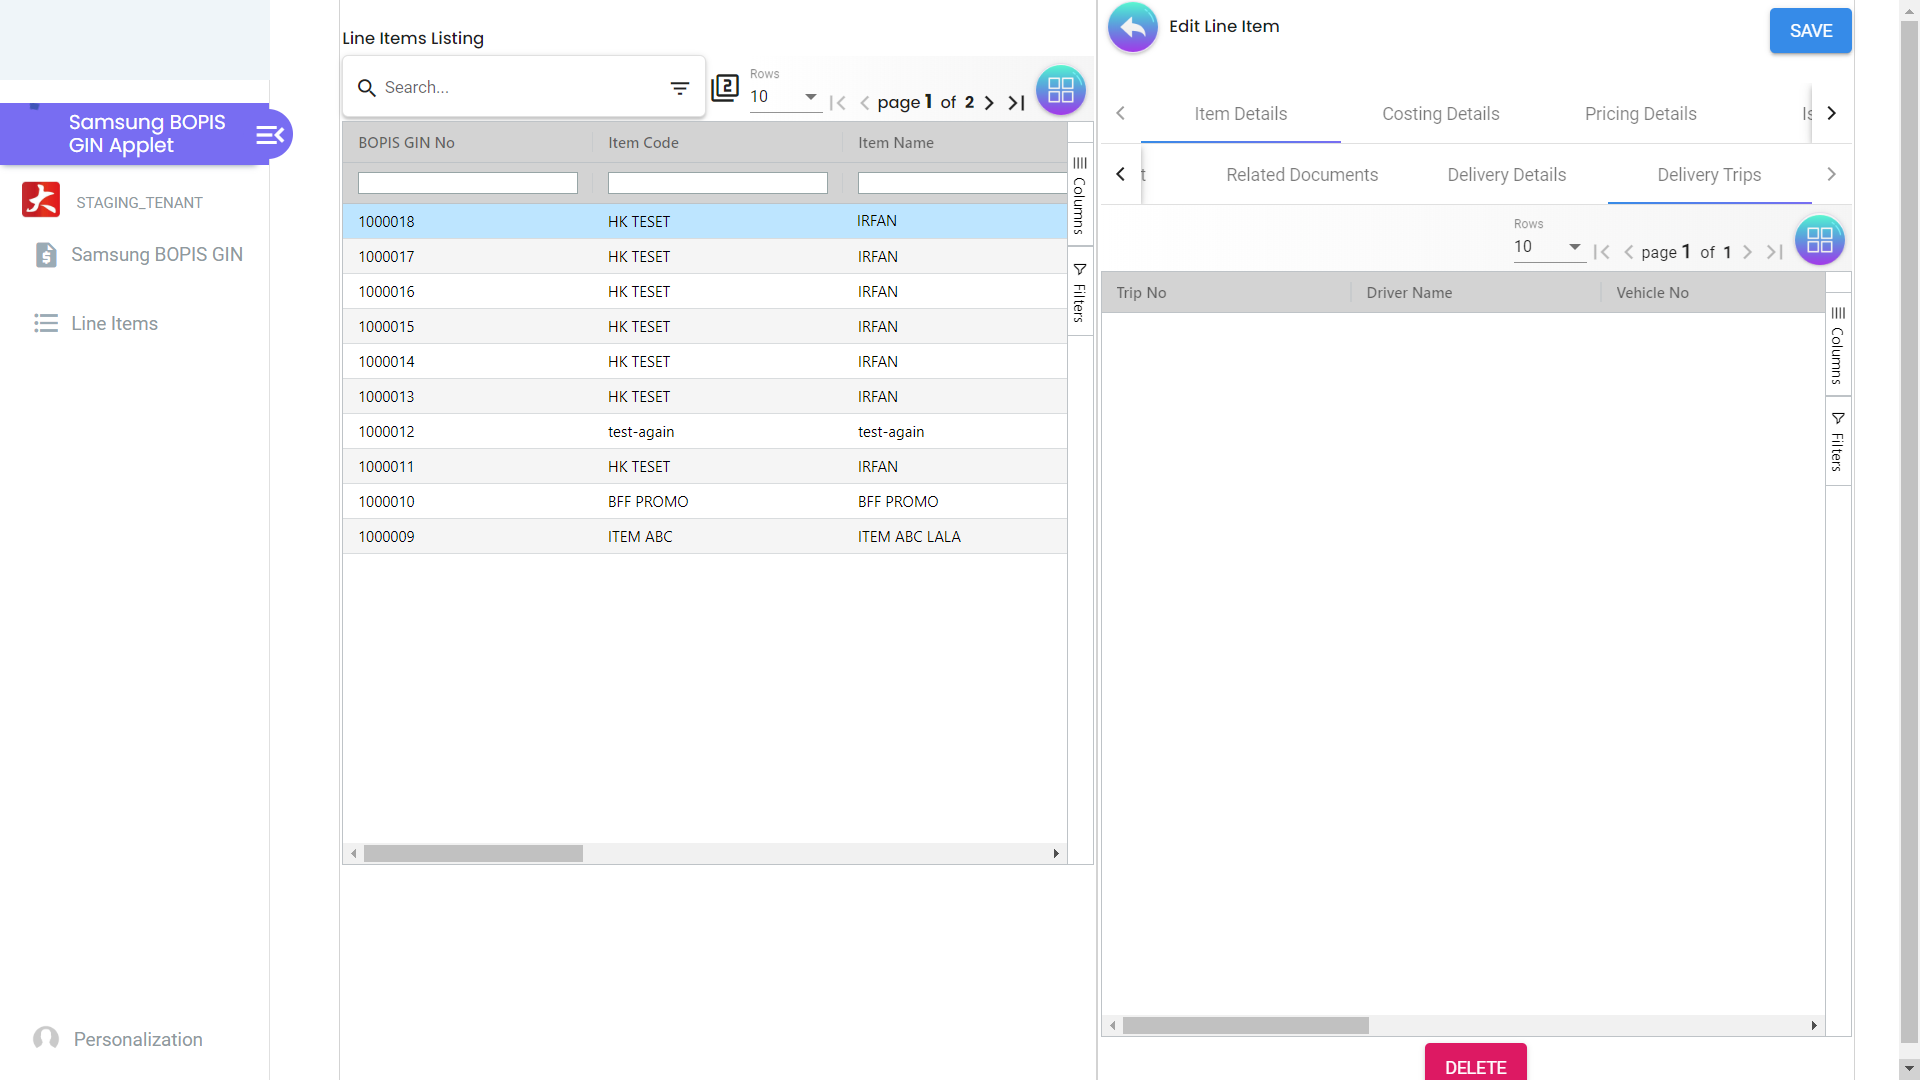 Samsung BOPIS
GIN Applet
STAGING_TENANT
Samsung BOPIS GIN
Line Items
Personalization
Line Items Listing
Search...
2
Rows
10
page 1 of 2
BOPIS GIN No Item Code Item Name
1000018 HK TESET IRFAN
1000017 HK TESET IRFAN
1000016 HK TESET IRFAN
1000015 HK TESET IRFAN
1000014 HK TESET IRFAN
1000013 HK TESET IRFAN
1000012 test-again test-again
1000011 HK TESET IRFAN
1000010 BFF PROMO BFF PROMO
1000009 ITEM ABC ITEM ABC LALA
Columns
Filters
Edit Line Item
SAVE
Item Details Costing Details Pricing Details Is
t Related Documents Delivery Details Delivery Trips
Rows
10
page 1 of 1
Trip No Driver Name Vehicle No
Columns
Filters
DELETE